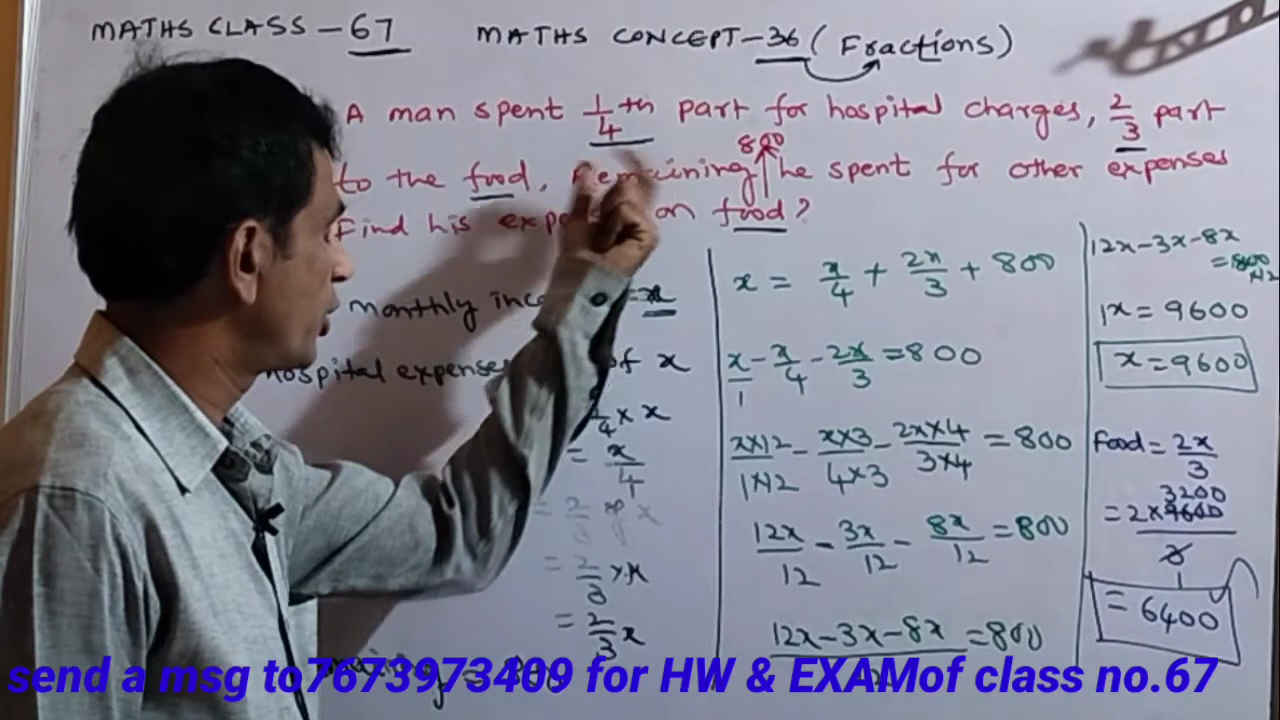 MATHS CLASS - 67 MATHS CONCEPT-36 (Fractions)
A man spent 1/4 th part for hospital charges, 2/3 part
800
to the food. Remaining he spent for other expenses
Find his on food?
monthly = x
hospital expenses of x
1/4 × x
= x/4
= 2/3 x
= 2/3 × x
= 2/3 x
x = x/4 + 2x/3 + 800
x/1 - x/4 - 2x/3 = 800
x×12/1×12 - x×3/4×3 - 2x×4/3×4 = 800
12x/12 - 3x/12 - 8x/12 = 800
12x-3x-8x = 800
12x-3x-8x
= 800
×12
1x = 9600
x = 9600
Food = 2x/3
3200
= 2×9600/3
1
= 6400
send a msg to7673973409 for HW & EXAMof class no.67